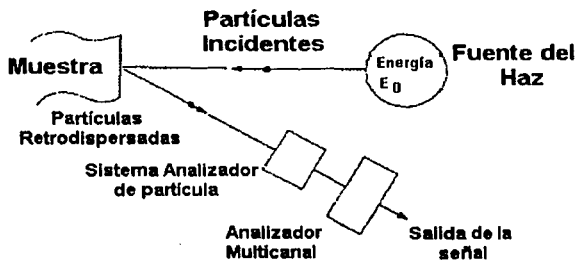 Partículas
Incidentes
Muestra
Energía
E0
Fuente del
Haz
Partículas
Retrodispersadas
Sistema Analizador
de partícula
Analizador
Multicanal
Salida de la
señal